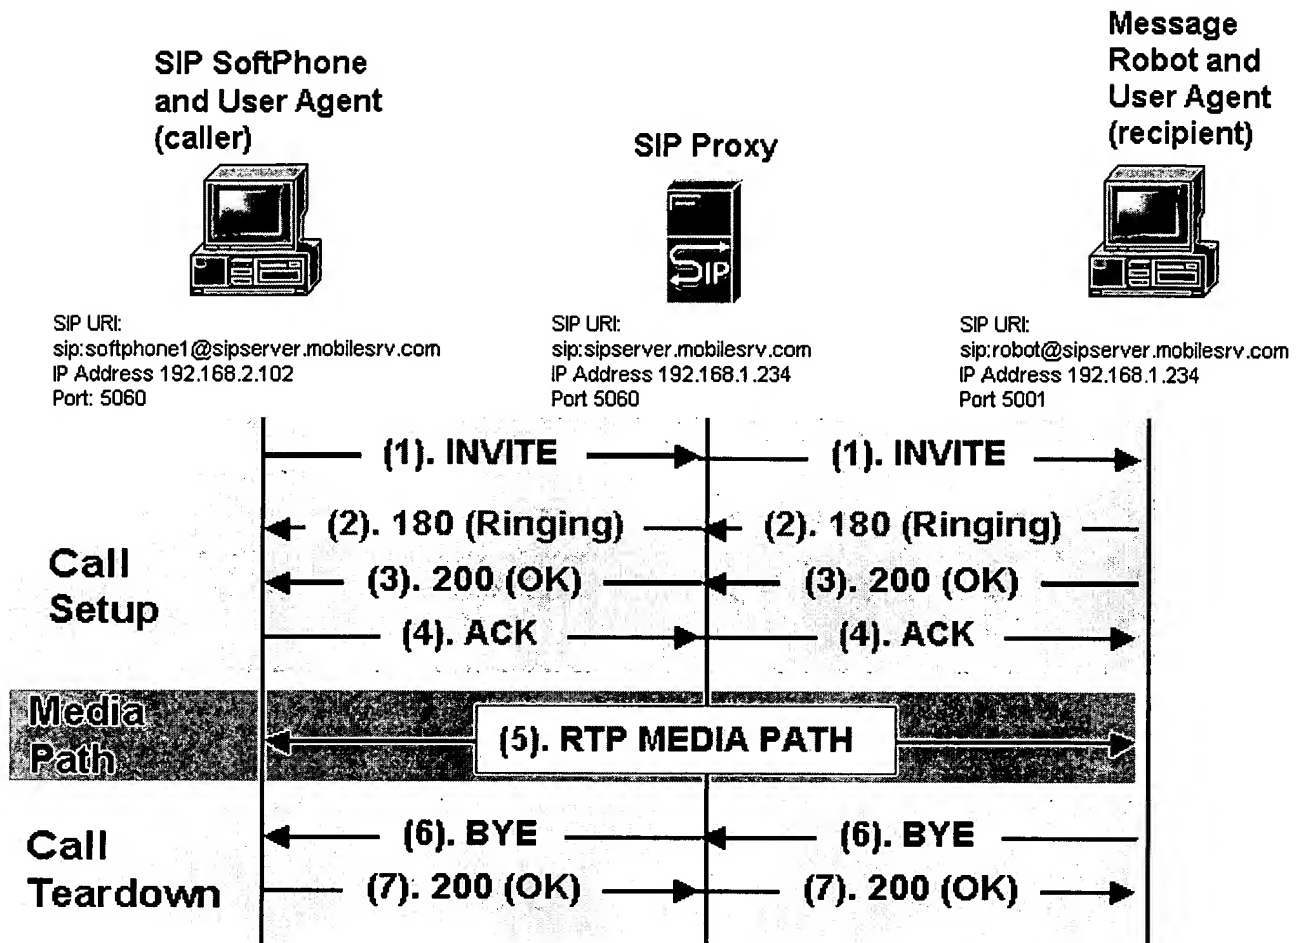 SIP SoftPhone
and User Agent
(caller)
SIP Proxy
Message
Robot and
User Agent
(recipient)
SIP
SIP URI:
sip:softphone1@sipserver.mobilesrv.com
IP Address 192.168.2.102
Port: 5060
SIP URI:
sip:sipserver.mobilesrv.com
IP Address 192.168.1.234
Port 5060
SIP URI:
sip:robot@sipserver.mobilesrv.com
IP Address 192.168.1.234
Port 5001
Call
Setup
(1). INVITE
(1). INVITE
(2). 180 (Ringing)
(2). 180 (Ringing)
(3). 200 (OK)
(3). 200 (OK)
(4). ACK
(4). ACK
Media
Path
(5). RTP MEDIA PATH
Call
Teardown
(6). BYE
(6). BYE
(7). 200 (OK)
(7). 200 (OK)